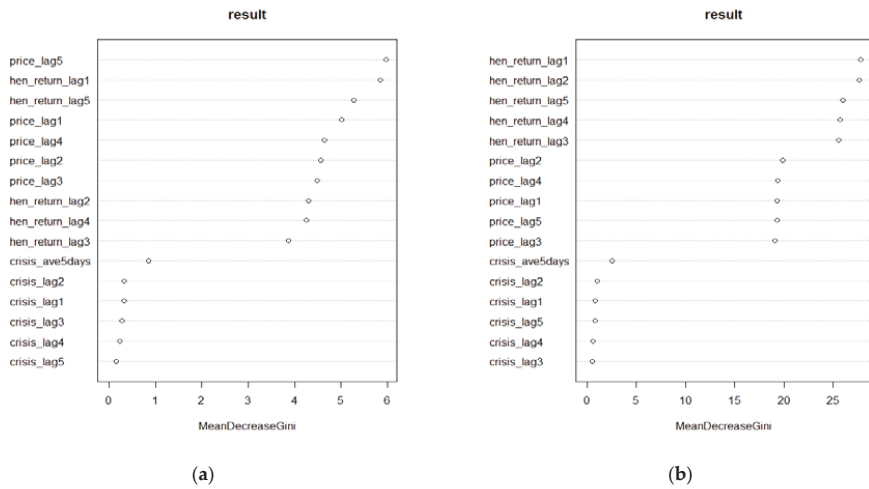 result
price_lag5
hen_return_lag1
hen_return_lag5
price_lag1
price_lag4
price_lag2
price_lag3
hen_return_lag2
hen_return_lag4
hen_return_lag3
crisis_ave5days
crisis_lag2
crisis_lag1
crisis_lag3
crisis_lag4
crisis_lag5
0 1 2 3 4 5 6
MeanDecreaseGini
(a)
result
hen_return_lag1
hen_return_lag2
hen_return_lag5
hen_return_lag4
hen_return_lag3
price_lag2
price_lag4
price_lag1
price_lag5
price_lag3
crisis_ave5days
crisis_lag2
crisis_lag1
crisis_lag5
crisis_lag4
crisis_lag3
0 5 10 15 20 25
MeanDecreaseGini
(b)